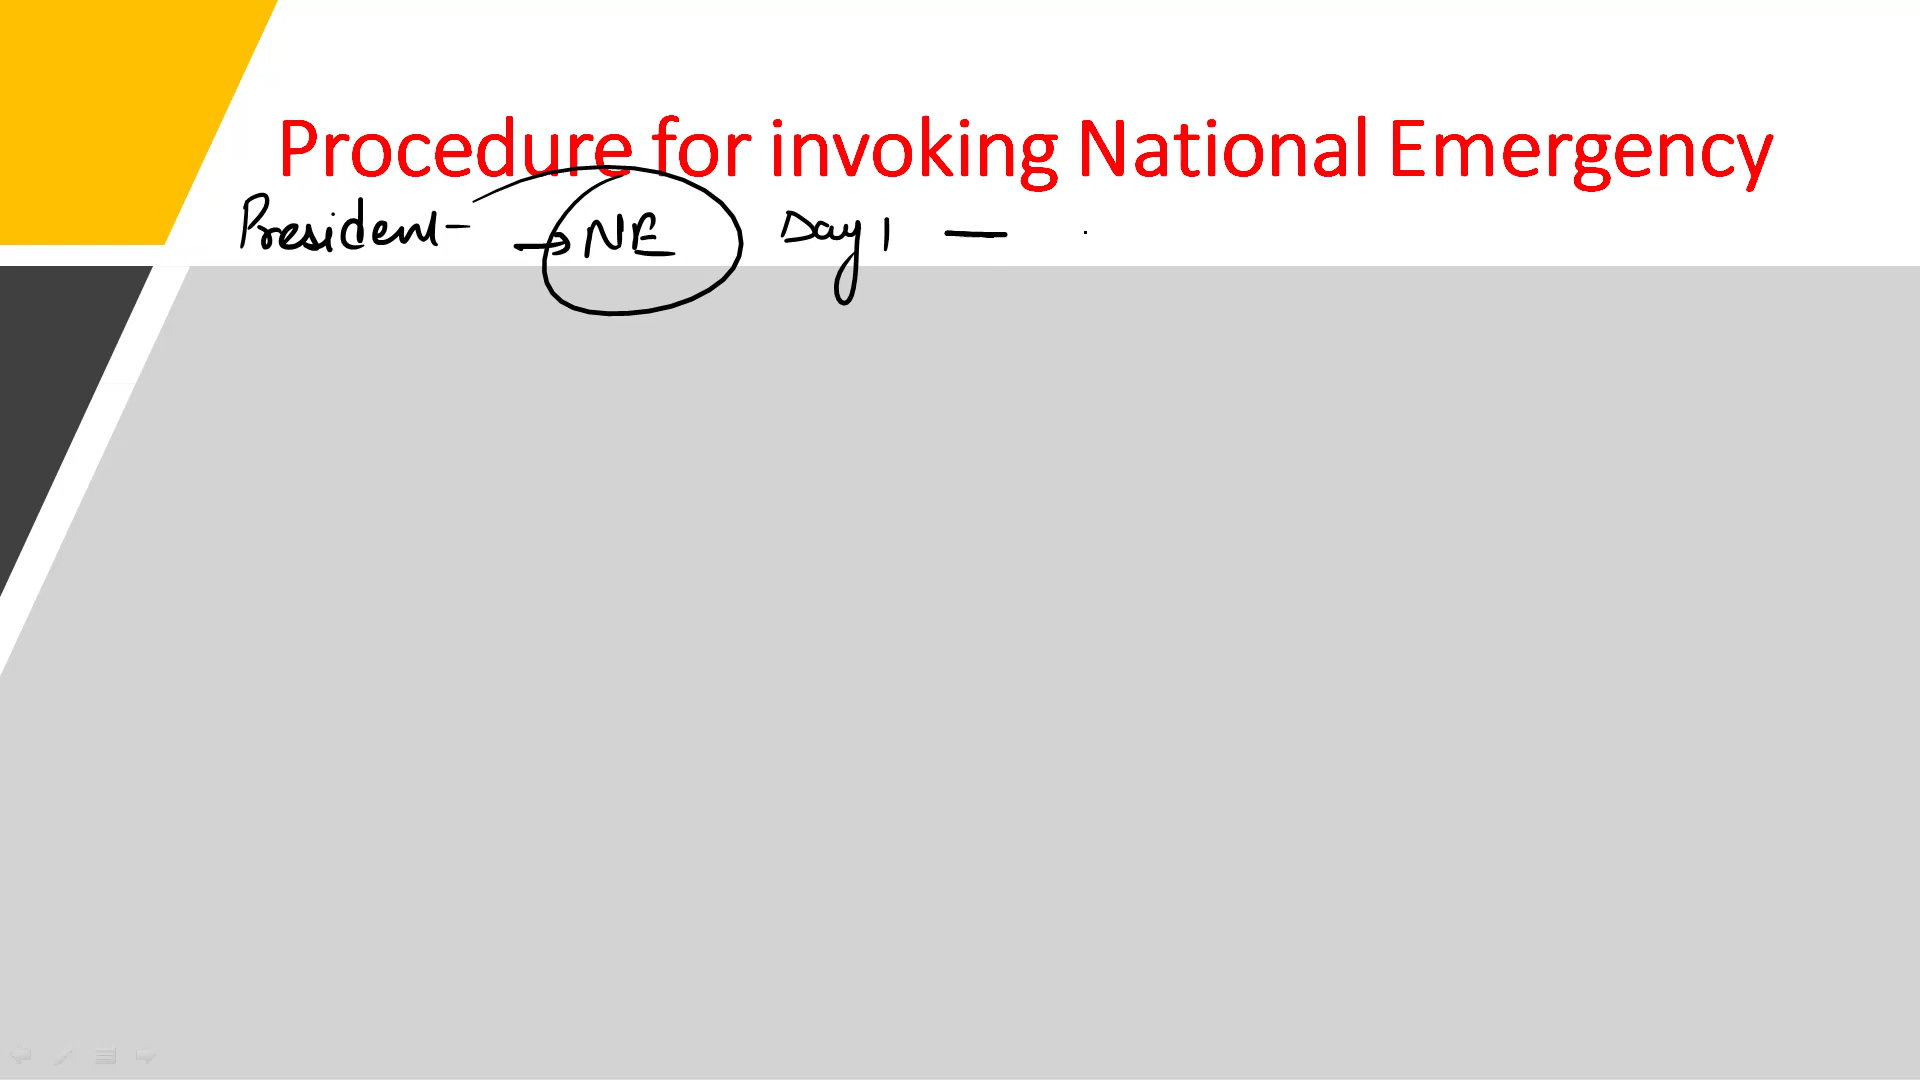 Procedure for invoking National Emergency
President → NE Day 1 —